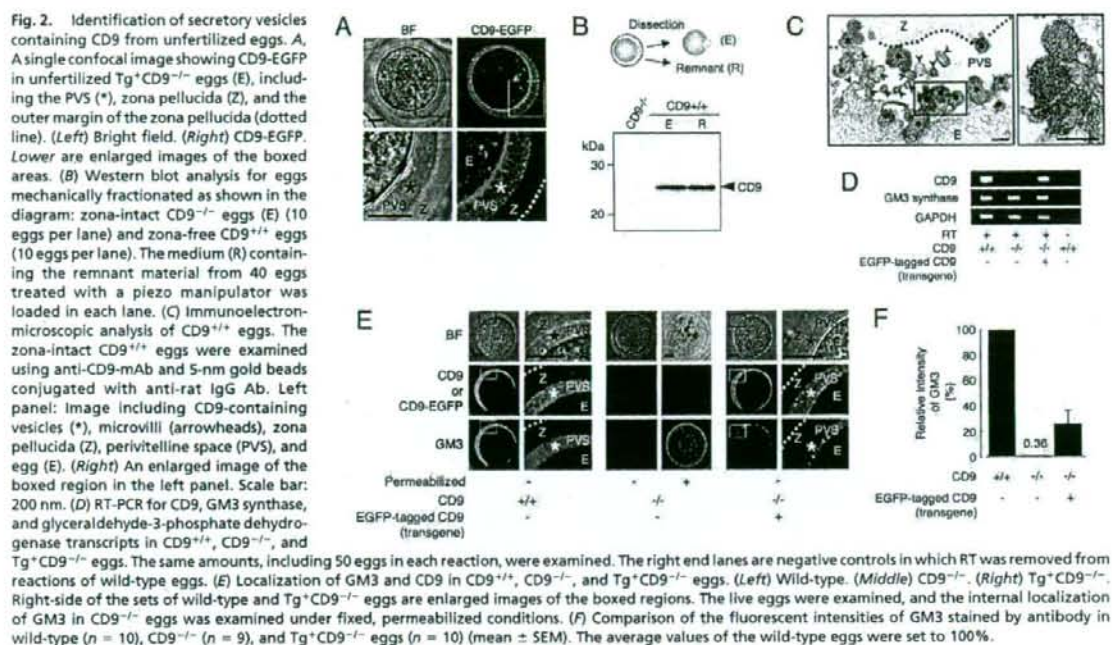 Fig. 2. Identification of secretory vesicles
containing CD9 from unfertilized eggs. A,
A single confocal image showing CD9-EGFP
in unfertilized Tg⁺CD9⁻/⁻ eggs (E), includ-
ing the PVS (*), zona pellucida (Z), and the
outer margin of the zona pellucida (dotted
line). (Left) Bright field. (Right) CD9-EGFP.
Lower are enlarged images of the boxed
areas. (B) Western blot analysis for eggs
mechanically fractionated as shown in the
diagram: zona-intact CD9⁻/⁻ eggs (E) (10
eggs per lane) and zona-free CD9⁺/⁺ eggs
(10 eggs per lane). The medium (R) contain-
ing the remnant material from 40 eggs
treated with a piezo manipulator was
loaded in each lane. (C) Immunoelectron-
microscopic analysis of CD9⁺/⁺ eggs. The
zona-intact CD9⁺/⁺ eggs were examined
using anti-CD9-mAb and 5-nm gold beads
conjugated with anti-rat IgG Ab. Left
panel: Image including CD9-containing
vesicles (*), microvilli (arrowheads), zona
pellucida (Z), perivitelline space (PVS), and
egg (E). (Right) An enlarged image of the
boxed region in the left panel. Scale bar:
200 nm. (D) RT-PCR for CD9, GM3 synthase,
and glyceraldehyde-3-phosphate dehydro-
genase transcripts in CD9⁺/⁺, CD9⁻/⁻, and
Tg⁺CD9⁻/⁻ eggs. The same amounts, including 50 eggs in each reaction, were examined. The right end lanes are negative controls in which RT was removed from
reactions of wild-type eggs. (E) Localization of GM3 and CD9 in CD9⁺/⁺, CD9⁻/⁻, and Tg⁺CD9⁻/⁻ eggs. (Left) Wild-type. (Middle) CD9⁻/⁻. (Right) Tg⁺CD9⁻/⁻.
Right-side of the sets of wild-type and Tg⁺CD9⁻/⁻ eggs are enlarged images of the boxed regions. The live eggs were examined, and the internal localization
of GM3 in CD9⁻/⁻ eggs was examined under fixed, permeabilized conditions. (F) Comparison of the fluorescent intensities of GM3 stained by antibody in
wild-type (n = 10), CD9⁻/⁻ (n = 9), and Tg⁺CD9⁻/⁻ eggs (n = 10) (mean ± SEM). The average values of the wild-type eggs were set to 100%.
A
BF CD9-EGFP
PVS Z E PVS Z
B
Dissection
(E)
Remnant (R)
CD9-/- CD9+/+
E R
kDa
30
20
CD9
C
Z
PVS
E
D
CD9
GM3 synthase
GAPDH
RT + + + -
CD9 +/+ -/- -/- +/+
EGFP-tagged CD9 - - + -
(transgene)
E
BF
CD9
or
CD9-EGFP
GM3
Z PVS E
Permeabilized - - + -
CD9 +/+ -/- -/-
EGFP-tagged CD9 - - +
(transgene)
F
Relative Intensity
of GM3
(%)
100
80
60
40
20
0
0.36
CD9 +/+ -/- -/-
EGFP-tagged CD9 - - +
(transgene)